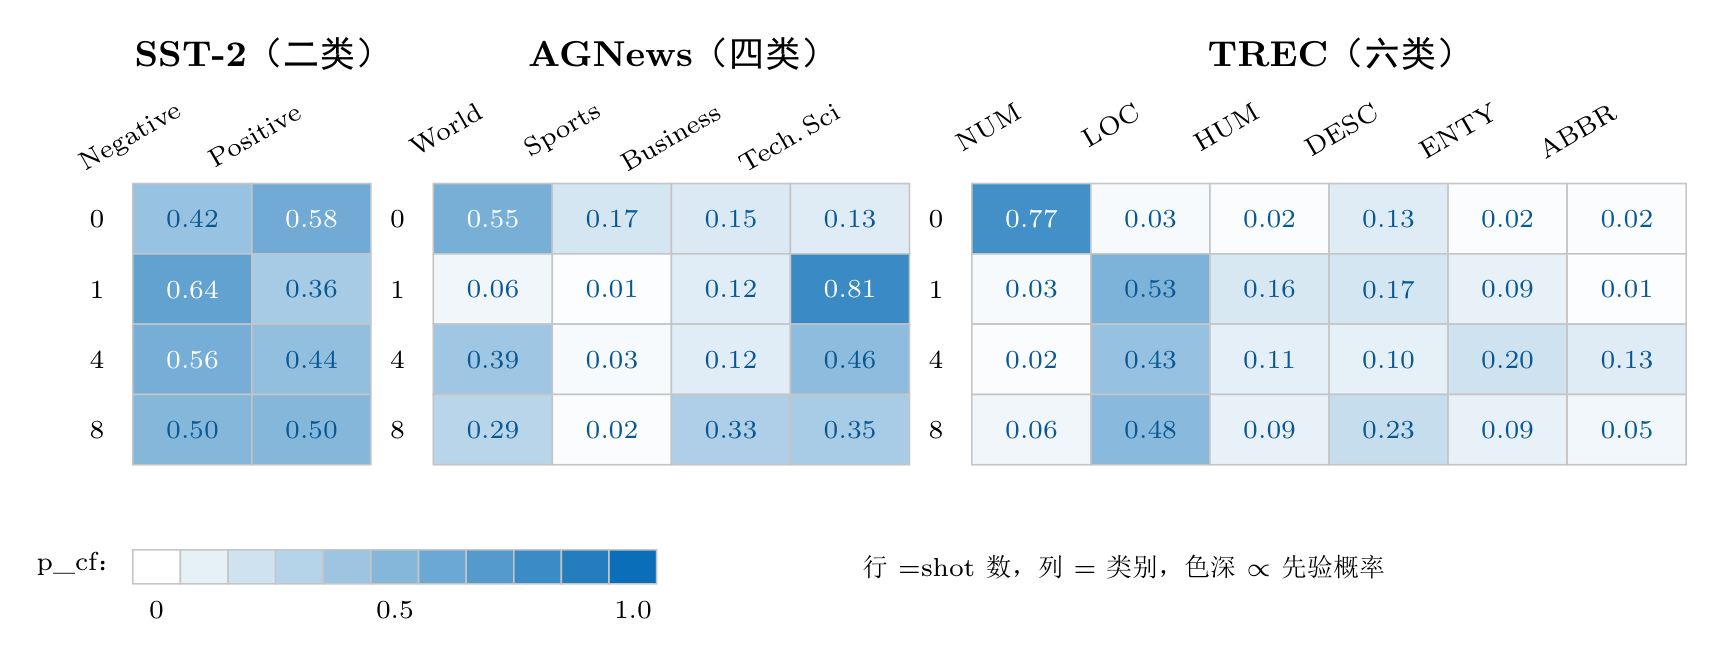 SST-2（二类） AGNews（四类） TREC（六类）
Negative Positive World Sports Business Tech. Sci NUM LOC HUM DESC ENTY ABBR
0 0.42 0.58 0 0.55 0.17 0.15 0.13 0 0.77 0.03 0.02 0.13 0.02 0.02
1 0.64 0.36 1 0.06 0.01 0.12 0.81 1 0.03 0.53 0.16 0.17 0.09 0.01
4 0.56 0.44 4 0.39 0.03 0.12 0.46 4 0.02 0.43 0.11 0.10 0.20 0.13
8 0.50 0.50 8 0.29 0.02 0.33 0.35 8 0.06 0.48 0.09 0.23 0.09 0.05
p_cf： 行 =shot 数，列 = 类别，色深 ∝ 先验概率
0 0.5 1.0